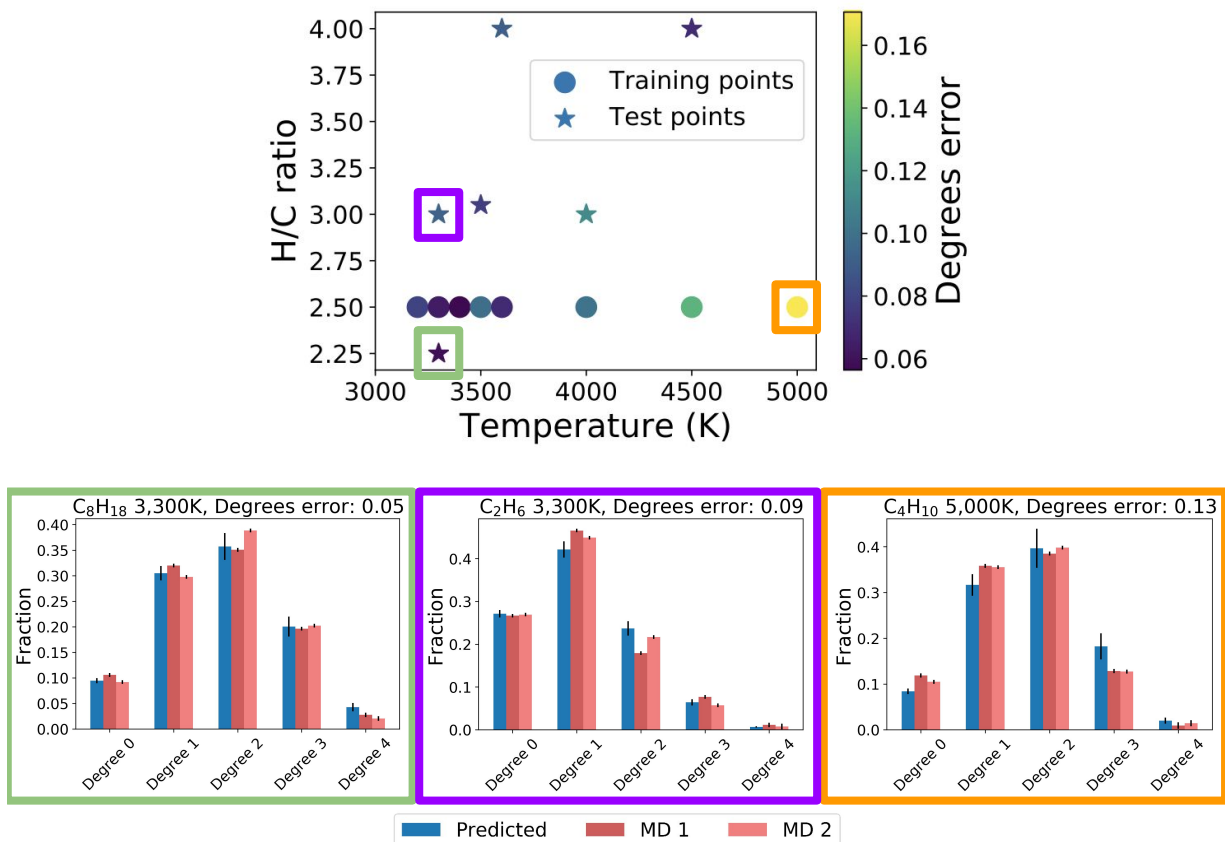 4.00
3.75
3.50
3.25
3.00
2.75
2.50
2.25
H/C ratio
Training points
Test points
3000 3500 4000 4500 5000
Temperature (K)
0.16
0.14
0.12
0.10
0.08
0.06
Degrees error
C8H18 3,300K, Degrees error: 0.05
0.40
0.35
0.30
0.25
0.20
0.15
0.10
0.05
0.00
Fraction
Degree 0 Degree 1 Degree 2 Degree 3 Degree 4
C2H6 3,300K, Degrees error: 0.09
0.4
0.3
0.2
0.1
0.0
Fraction
Degree 0 Degree 1 Degree 2 Degree 3 Degree 4
C4H10 5,000K, Degrees error: 0.13
0.4
0.3
0.2
0.1
0.0
Fraction
Degree 0 Degree 1 Degree 2 Degree 3 Degree 4
Predicted MD 1 MD 2